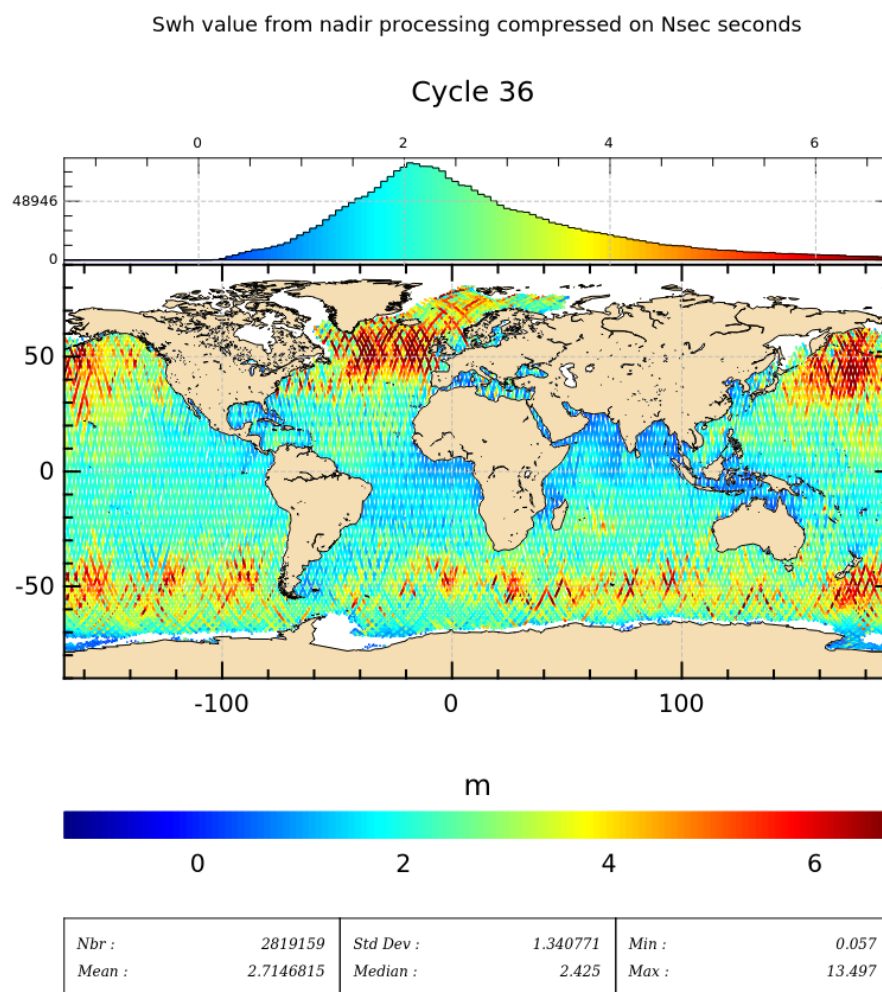 Swh value from nadir processing compressed on Nsec seconds
Cycle 36
0 2 4 6
48946
0
50
0
-50
-100 0 100
m
0 2 4 6
Nbr : 2819159 Std Dev : 1.340771 Min : 0.057
Mean : 2.7146815 Median : 2.425 Max : 13.497